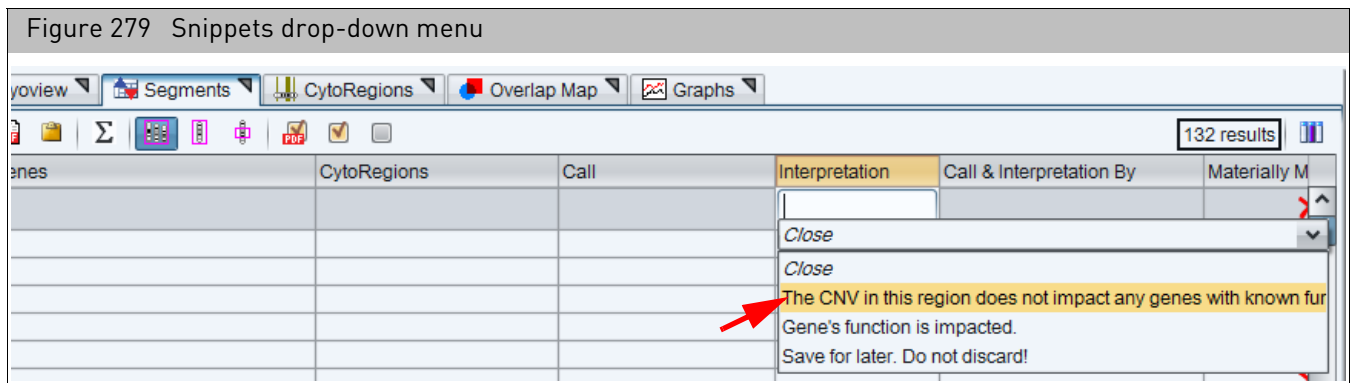 Figure 279 Snippets drop-down menu
yoview Segments CytoRegions Overlap Map Graphs
Σ PDF 132 results
enes CytoRegions Call Interpretation Call & Interpretation By Materially M
Close
Close
The CNV in this region does not impact any genes with known fur
Gene's function is impacted.
Save for later. Do not discard!